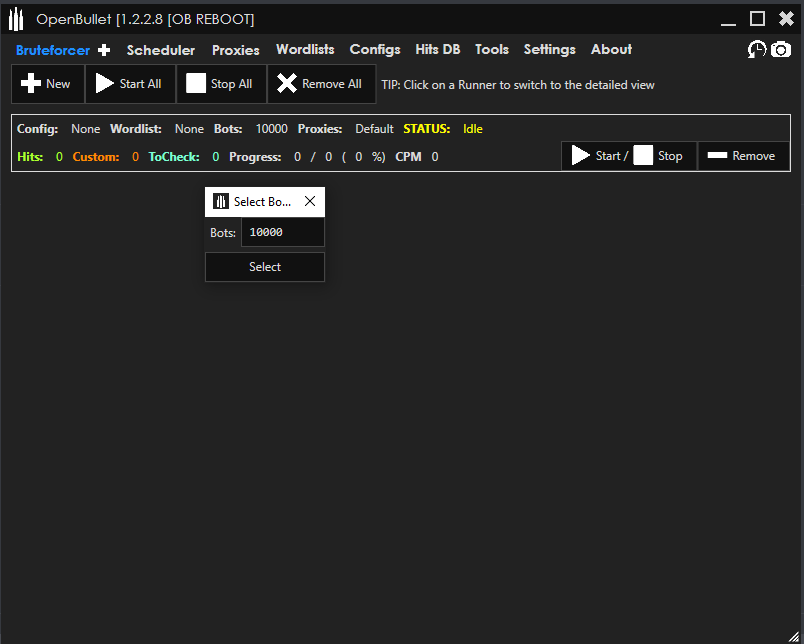 OpenBullet [1.2.2.8 [OB REBOOT]
Bruteforcer Scheduler Proxies Wordlists Configs Hits DB Tools Settings About
New Start All Stop All Remove All TIP: Click on a Runner to switch to the detailed view
Config: None Wordlist: None Bots: 10000 Proxies: Default STATUS: Idle
Hits: 0 Custom: 0 ToCheck: 0 Progress: 0 / 0 ( 0 %) CPM 0 Start / Stop Remove
Select Bo...
Bots: 10000
Select